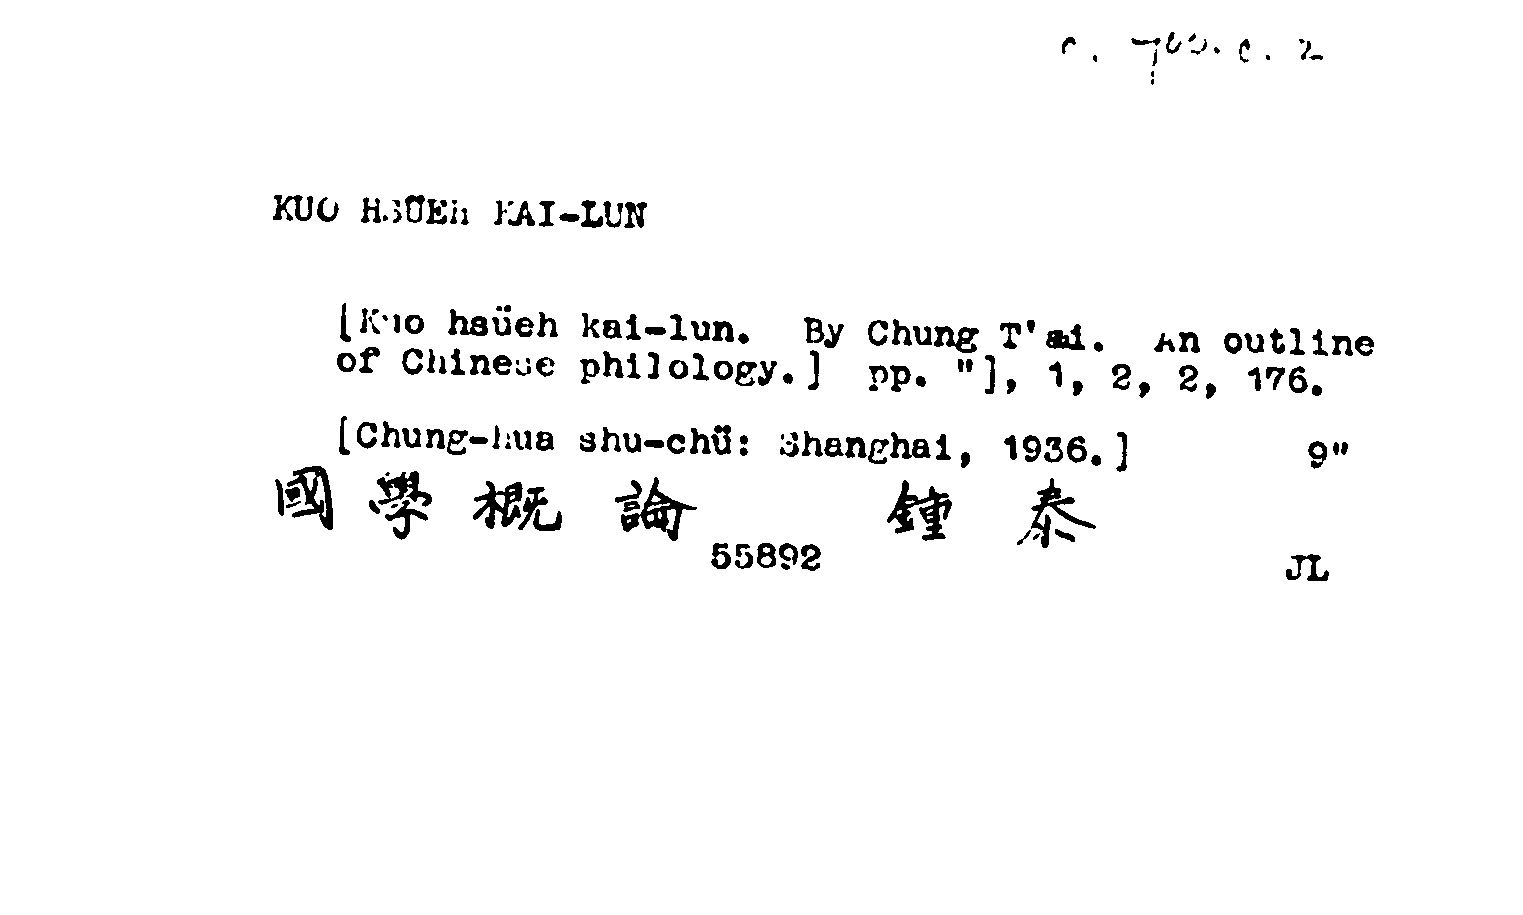 KUO HSÜEH KAI-LUN
[Kuo hsüeh kai-lun. By Chung T'ai. An outline
of Chinese philology.] pp. "], 1, 2, 2, 176.
[Chung-hua shu-chü: Shanghai, 1936.] 9"
國學概論 鍾泰
55892 JL